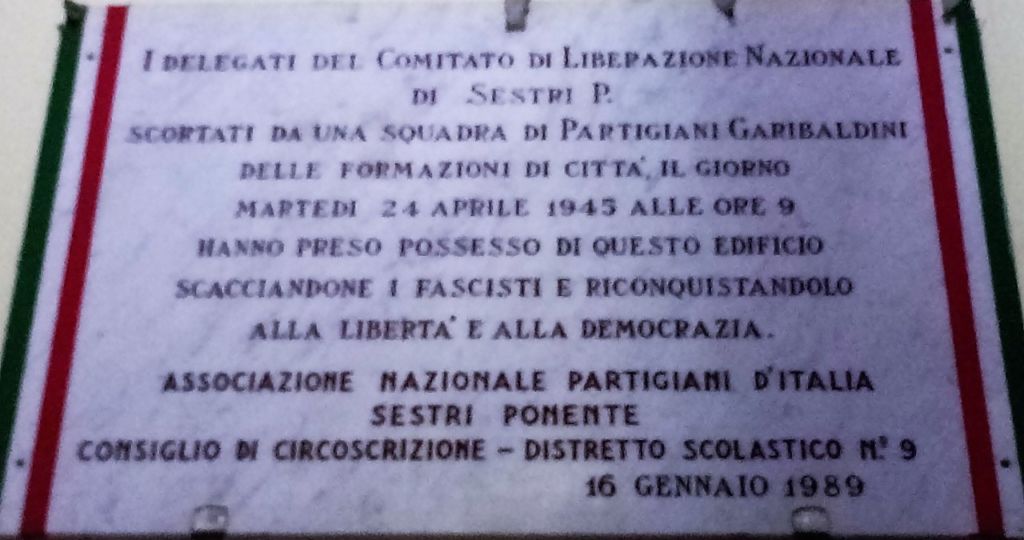 I DELEGATI DEL COMITATO DI LIBERAZIONE NAZIONALE
DI SESTRI P.
SCORTATI DA UNA SQUADRA DI PARTIGIANI GARIBALDINI
DELLE FORMAZIONI DI CITTA', IL GIORNO
MARTEDI 24 APRILE 1945 ALLE ORE 9
HANNO PRESO POSSESSO DI QUESTO EDIFICIO
SCACCIANDONE I FASCISTI E RICONQUISTANDOLO
ALLA LIBERTA' E ALLA DEMOCRAZIA.
ASSOCIAZIONE NAZIONALE PARTIGIANI D'ITALIA
SESTRI PONENTE
CONSIGLIO DI CIRCOSCRIZIONE - DISTRETTO SCOLASTICO N.º 9
16 GENNAIO 1989